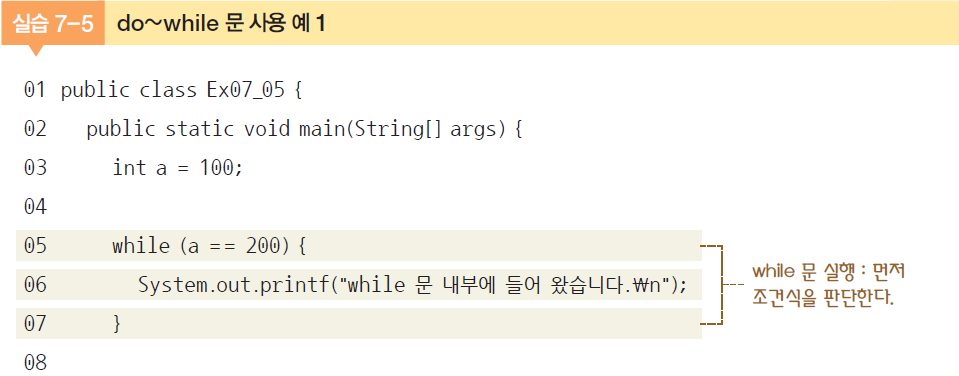 실습 7-5 do~while 문 사용 예 1
01 public class Ex07_05 {
02 public static void main(String[] args) {
03 int a = 100;
04
05 while (a == 200) {
06 System.out.printf("while 문 내부에 들어 왔습니다.₩n");
07 }
08
while 문 실행 : 먼저
조건식을 판단한다.